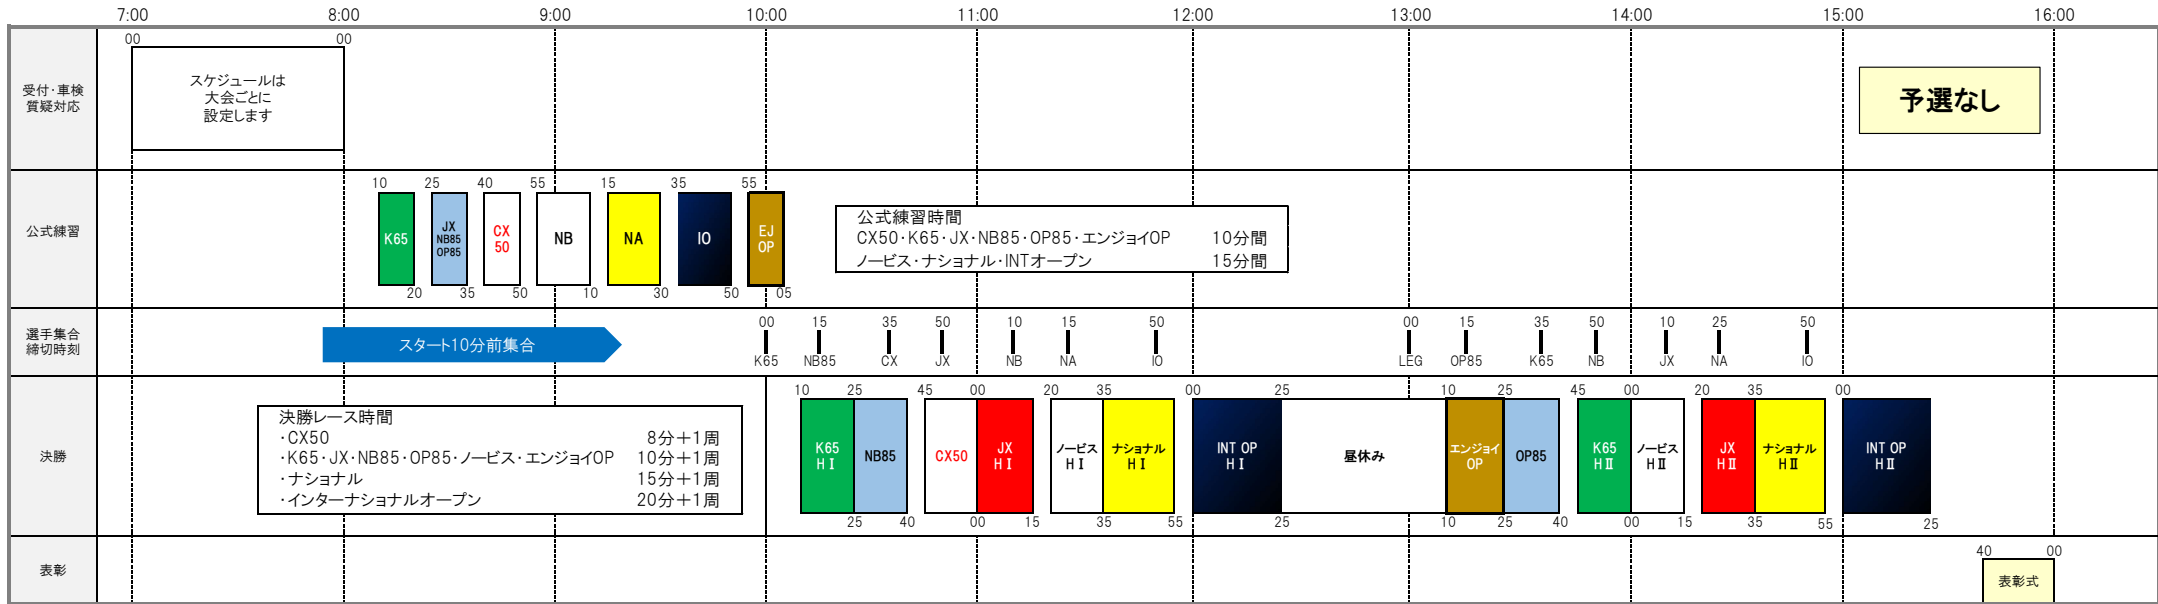 7:00 8:00 9:00 10:00 11:00 12:00 13:00 14:00 15:00 16:00
00 00
受付・車検
質疑対応
スケジュールは
大会ごとに
設定します
予選なし
公式練習
10 25 40 55 15 35 55
K65
JX
NB85
OP85
CX
50
NB
NA
IO
EJ
OP
20 35 50 10 30 50 05
公式練習時間
CX50・K65・JX・NB85・OP85・エンジョイOP 10分間
ノービス・ナショナル・INTオープン 15分間
選手集合
締切時刻
スタート10分前集合
00 15 35 50 10 15 50 00 15 35 50 10 25 50
K65 NB85 CX JX NB NA IO LEG OP85 K65 NB JX NA IO
決勝
決勝レース時間
・CX50 8分+1周
・K65・JX・NB85・OP85・ノービス・エンジョイOP 10分+1周
・ナショナル 15分+1周
・インターナショナルオープン 20分+1周
10 25 45 00 20 35 00 25 10 25 45 00 20 35 00
K65
H I
NB85
CX50
JX
H I
ノービス
H I
ナショナル
H I
INT OP
H I
昼休み
エンジョイ
OP
OP85
K65
H II
ノービス
H II
JX
H II
ナショナル
H II
INT OP
H II
25 40 00 15 35 55 25 10 25 40 00 15 35 55 25
表彰
40 00
表彰式